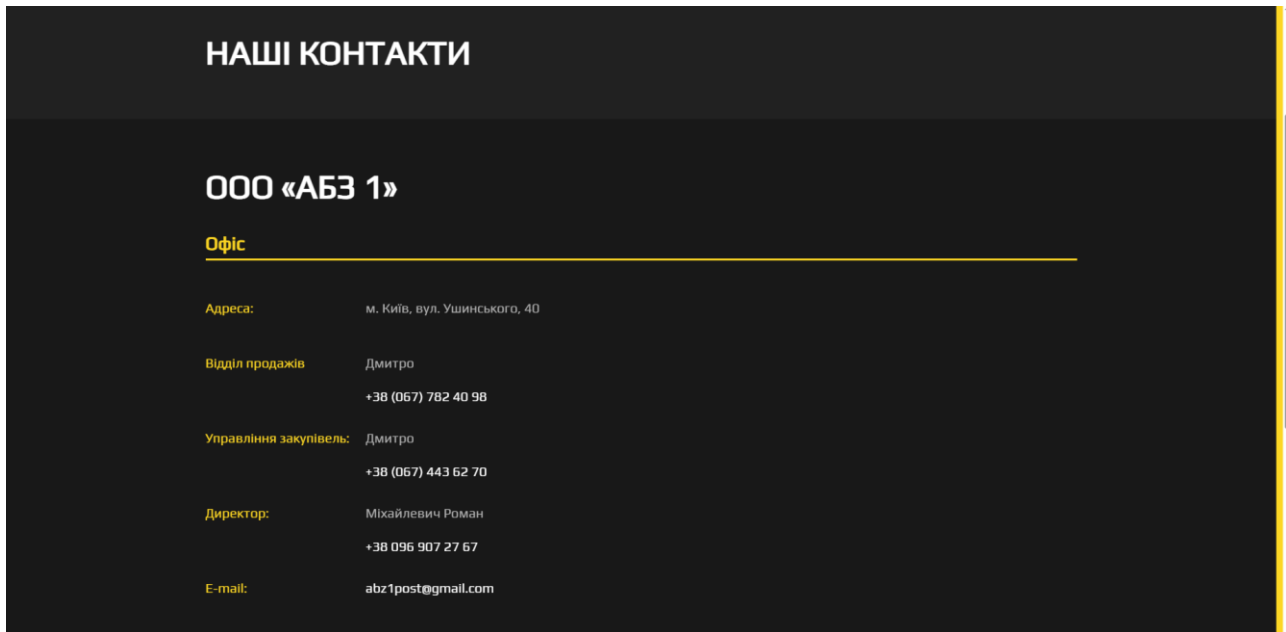 НАШІ КОНТАКТИ
ООО «АБЗ 1»
Офіс
Адреса: м. Київ, вул. Ушинського, 40
Відділ продажів Дмитро
+38 (067) 782 40 98
Управління закупівель: Дмитро
+38 (067) 443 62 70
Директор: Міхайлевич Роман
+38 096 907 27 67
E-mail: abz1post@gmail.com